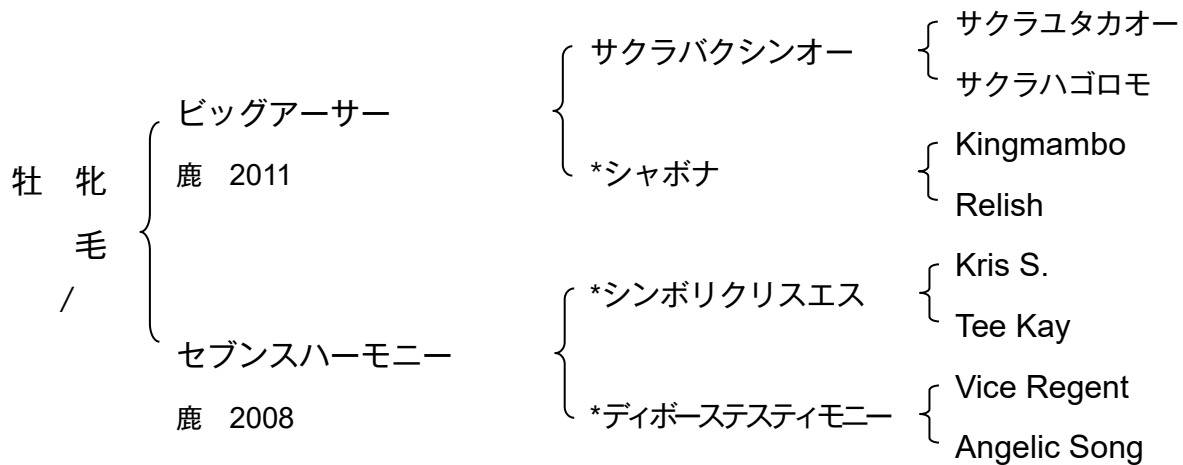 牡　牝
毛
/
ビッグアーサー
鹿　2011
セブンスハーモニー
鹿　2008
サクラバクシンオー
*シャボナ
*シンボリクリスエス
*ディボーステスティモニー
サクラユタカオー
サクラハゴロモ
Kingmambo
Relish
Kris S.
Tee Kay
Vice Regent
Angelic Song